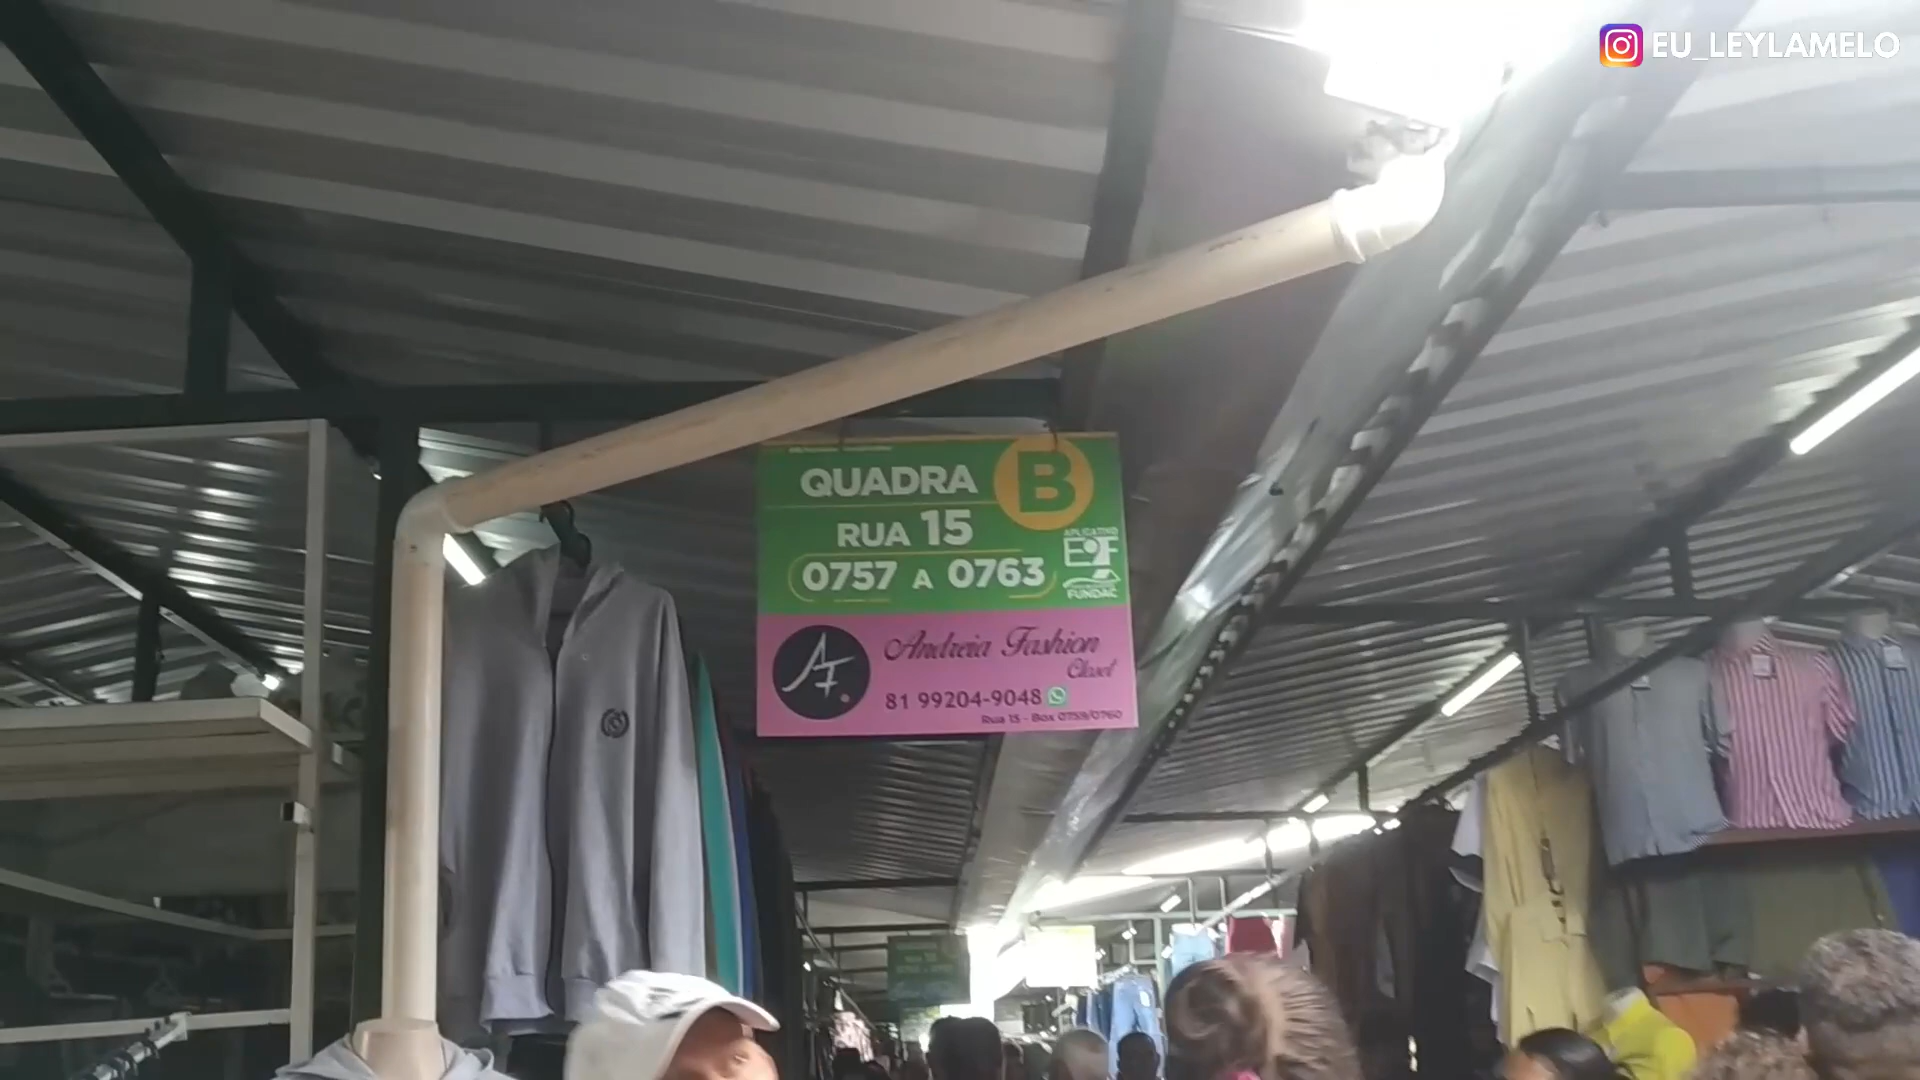 EU_LEYLAMELO
QUADRA B
RUA 15
0757 A 0763
APLICATIVO
FUNDAC
AF
Andreia Fashion
Closet
81 99204-9048
Rua 15 - Box 0759/0760